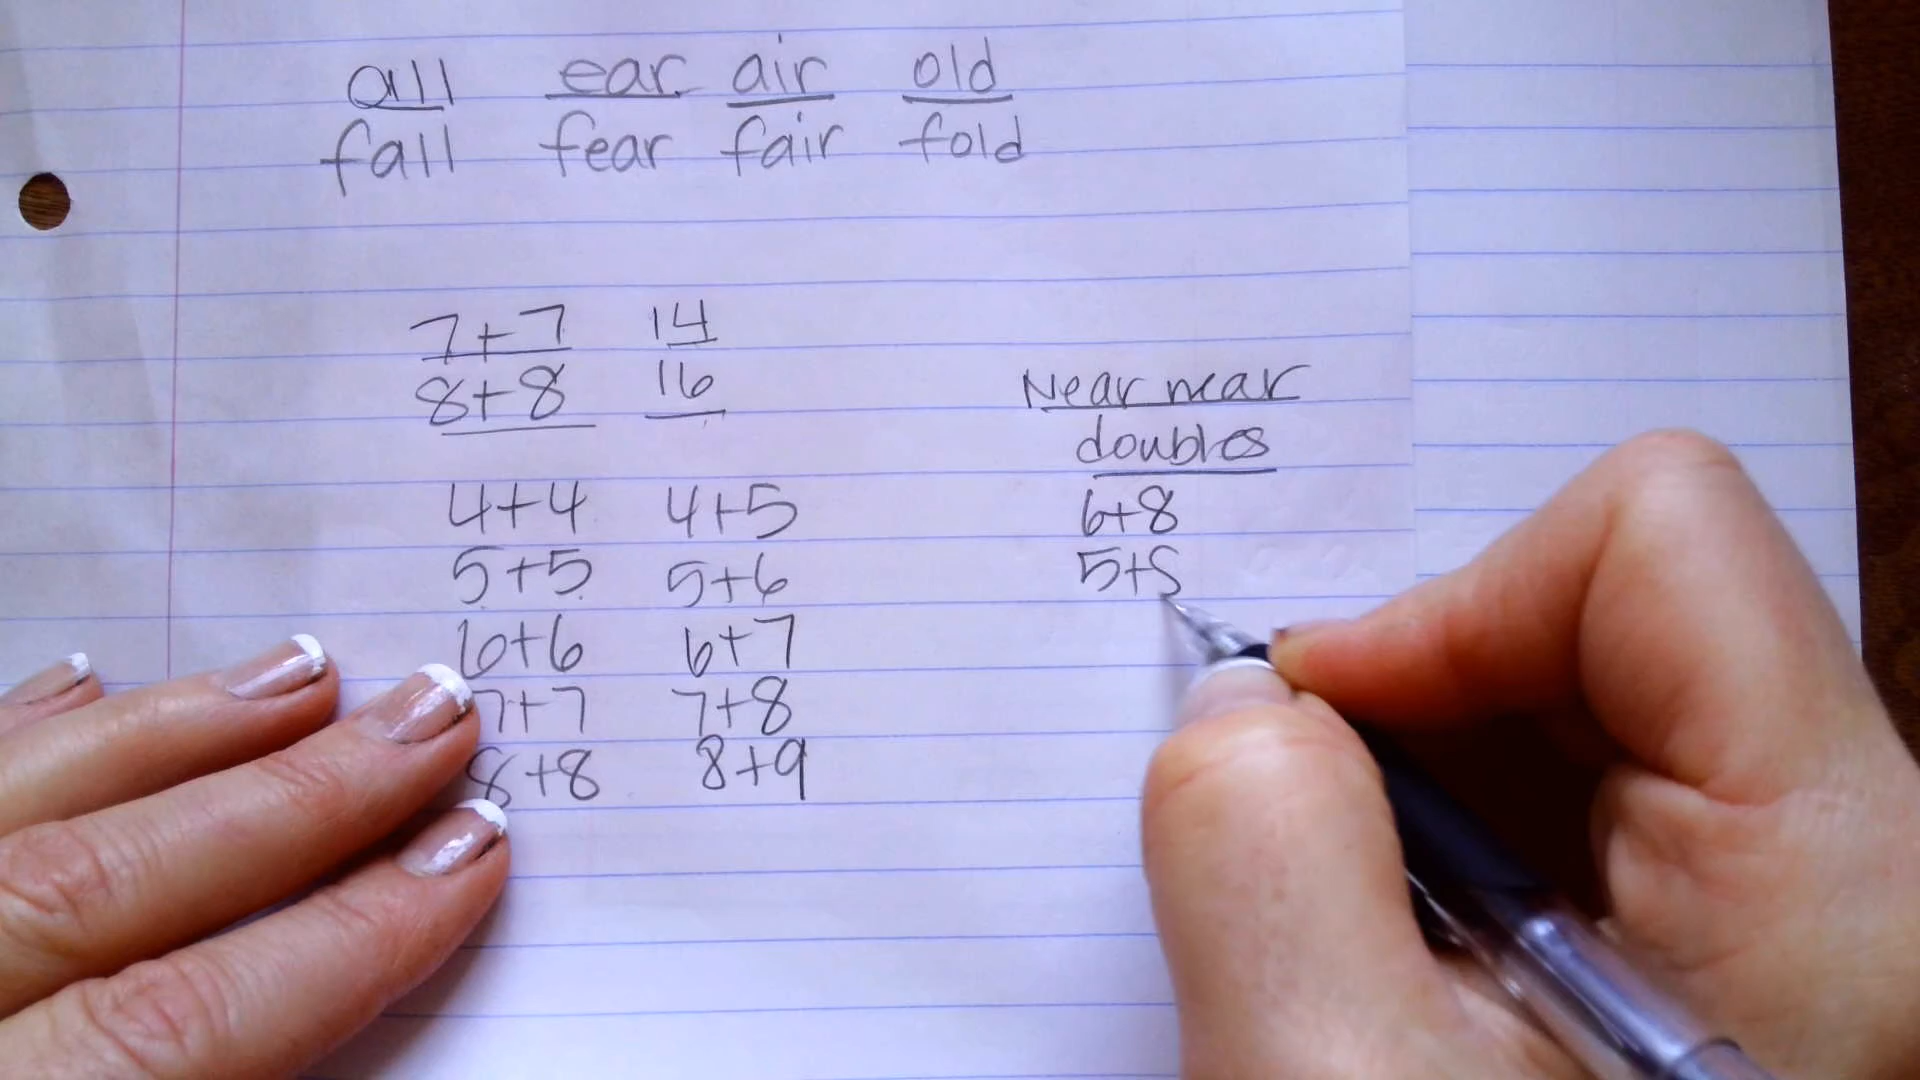 all ear air old
fall fear fair fold
7+7 14
8+8 16
Near near
doubles
4+4 4+5 6+8
5+5 5+6 5+S
6+6 6+7
7+7 7+8
8+8 8+9